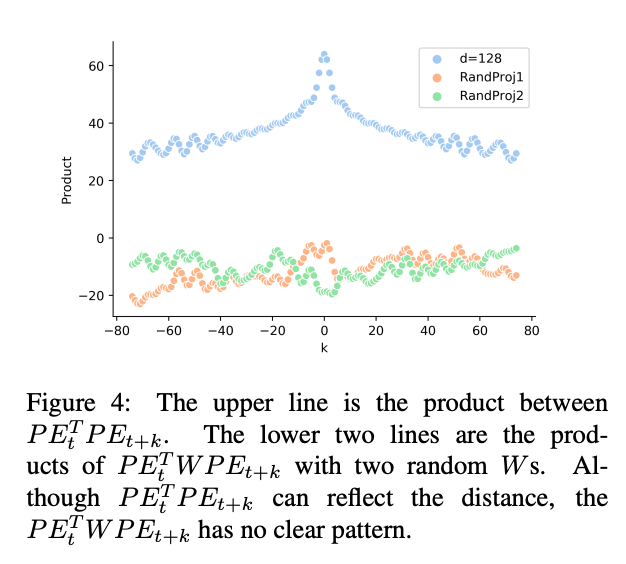 60
40
20
0
−20
Product
d=128
RandProj1
RandProj2
−80 −60 −40 −20 0 20 40 60 80
k
Figure 4: The upper line is the product between
$PE_t^T PE_{t+k}$. The lower two lines are the prod-
ucts of $PE_t^T W PE_{t+k}$ with two random $W$s. Al-
though $PE_t^T PE_{t+k}$ can reflect the distance, the
$PE_t^T W PE_{t+k}$ has no clear pattern.